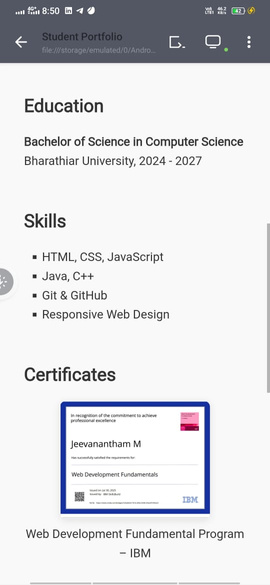 8:50
Student Portfolio
file:///storage/emulated/0/Andro...
Education
Bachelor of Science in Computer Science
Bharathiar University, 2024 - 2027
Skills
▪ HTML, CSS, JavaScript
▪ Java, C++
▪ Git & GitHub
▪ Responsive Web Design
Certificates
In recognition of the commitment to achieve
professional excellence
Jeevanantham M
Has successfully satisfied the requirements for:
Web Development Fundamentals
IBM
Web Development Fundamental Program
– IBM